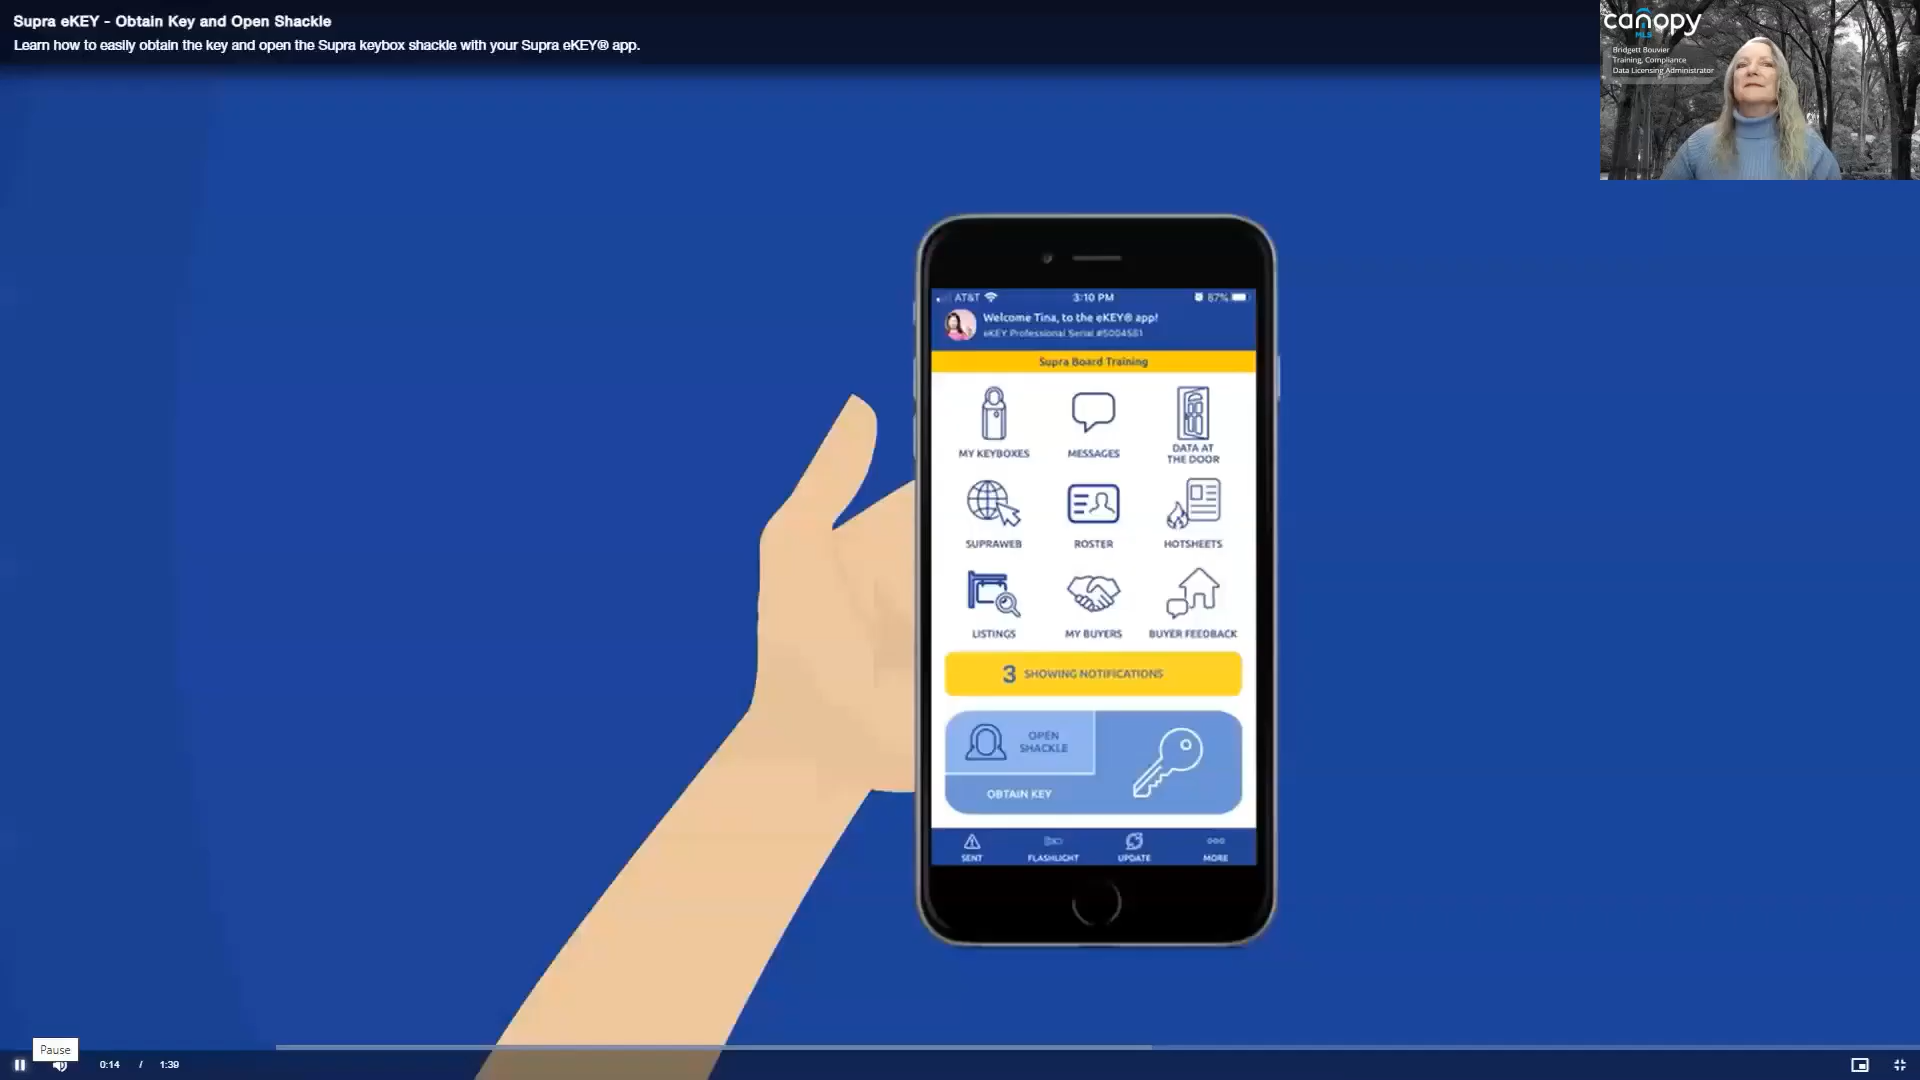 Supra eKEY - Obtain Key and Open Shackle
Learn how to easily obtain the key and open the Supra keybox shackle with your Supra eKEY® app.
canopy
MLS
Bridgett Bouvier
Training, Compliance
Data Licensing Administrator
AT&T 3:10 PM 87%
Welcome Tina, to the eKEY® app!
eKEY Professional Serial #5004581
Supra Board Training
MY KEYBOXES MESSAGES DATA AT THE DOOR
SUPRAWEB ROSTER HOTSHEETS
LISTINGS MY BUYERS BUYER FEEDBACK
3 SHOWING NOTIFICATIONS
OPEN
SHACKLE
OBTAIN KEY
SENT FLASHLIGHT UPDATE MORE
Pause
0:14 / 1:39